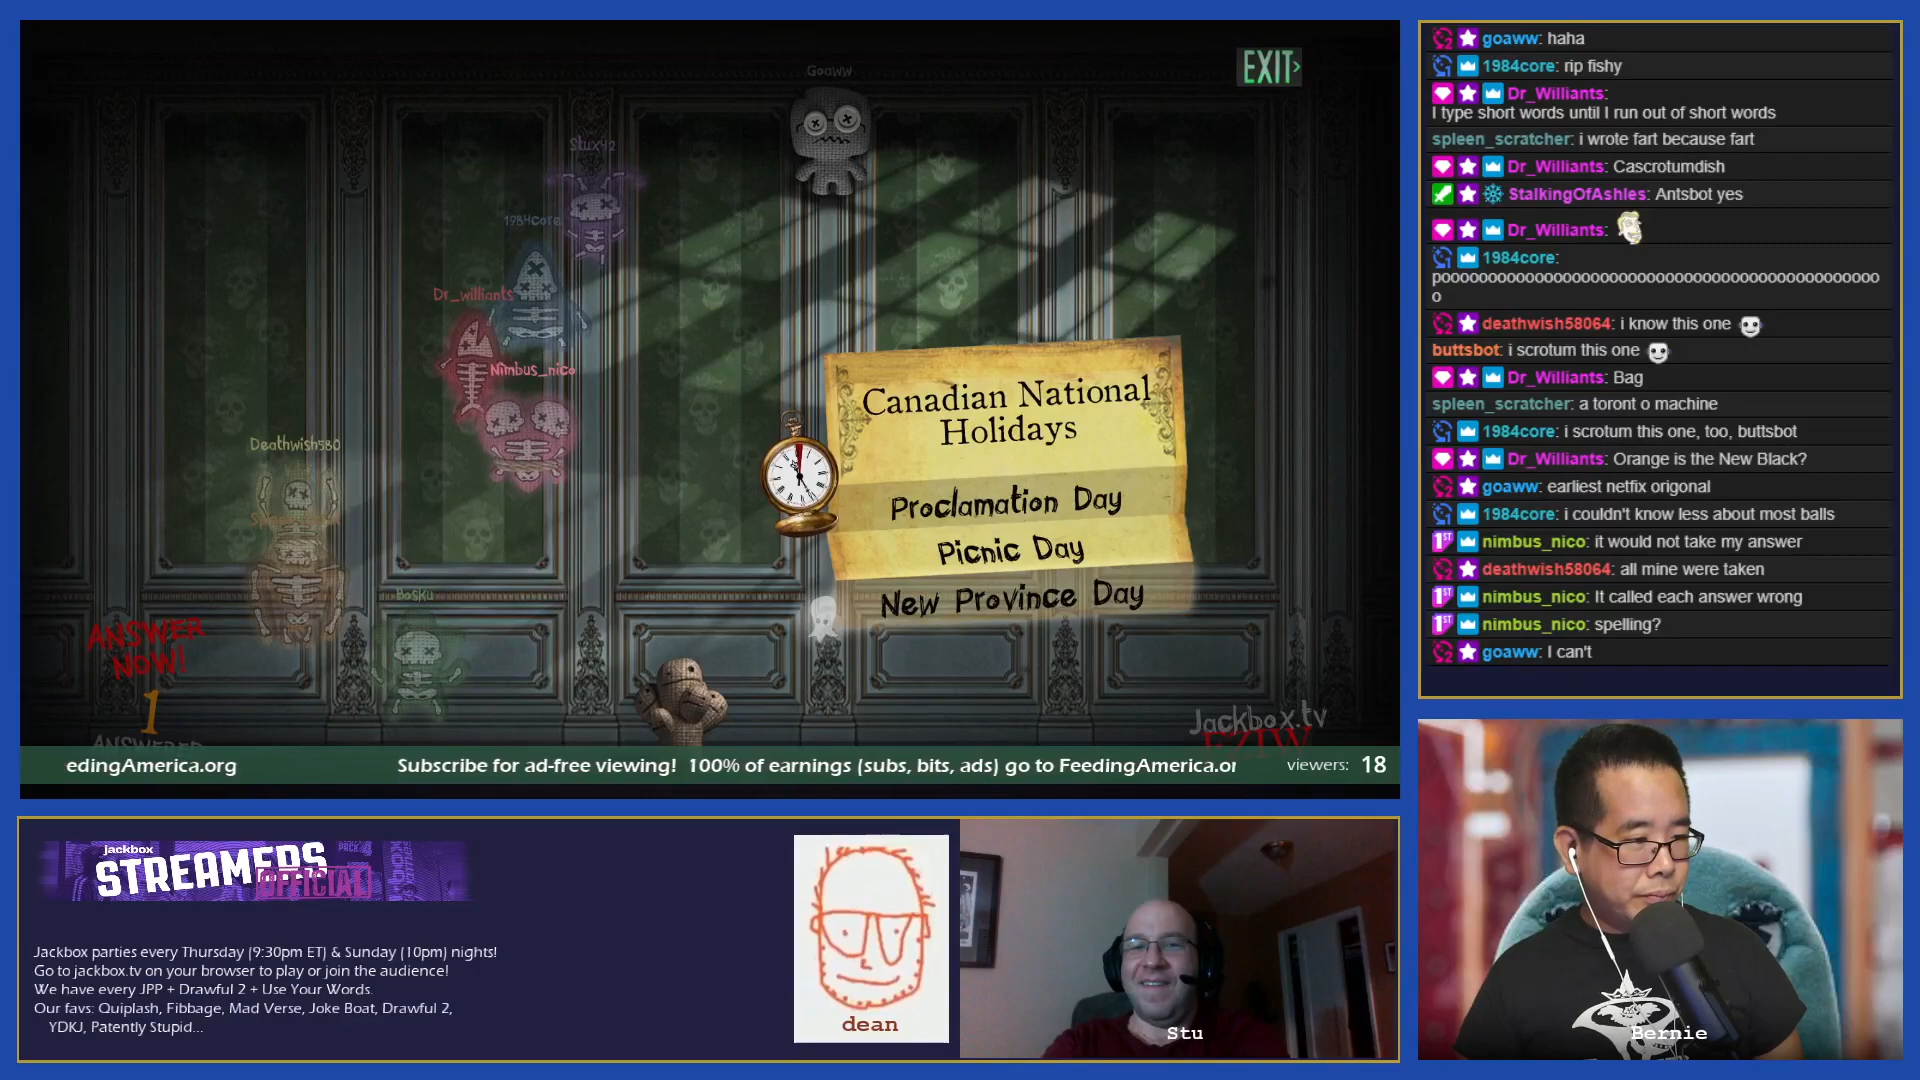 GoaWW
EXIT
Stux42
1984core
Dr_williants
Nimbus_nico
Deathwish580
Bosku
Canadian National
Holidays
Proclamation Day
Picnic Day
New Province Day
ANSWER
NOW!
1
ANSWERED
Jackbox.tv
edingAmerica.org
Subscribe for ad-free viewing! 100% of earnings (subs, bits, ads) go to FeedingAmerica.or
viewers: 18
goaww: haha
1984core: rip fishy
Dr_Williants:
I type short words until I run out of short words
spleen_scratcher: i wrote fart because fart
Dr_Williants: Cascrotumdish
StalkingOfAshles: Antsbot yes
Dr_Williants:
1984core:
pooooooooooooooooooooooooooooooooooooooooooooooo
o
deathwish58064: i know this one
buttsbot: i scrotum this one
Dr_Williants: Bag
spleen_scratcher: a toront o machine
1984core: i scrotum this one, too, buttsbot
Dr_Williants: Orange is the New Black?
goaww: earliest netfix origonal
1984core: i couldn't know less about most balls
nimbus_nico: it would not take my answer
deathwish58064: all mine were taken
nimbus_nico: It called each answer wrong
nimbus_nico: spelling?
goaww: I can't
jackbox
STREAMERS
OFFICIAL
Jackbox parties every Thursday (9:30pm ET) & Sunday (10pm) nights!
Go to jackbox.tv on your browser to play or join the audience!
We have every JPP + Drawful 2 + Use Your Words.
Our favs: Quiplash, Fibbage, Mad Verse, Joke Boat, Drawful 2,
YDKJ, Patently Stupid...
dean
Stu
Bernie